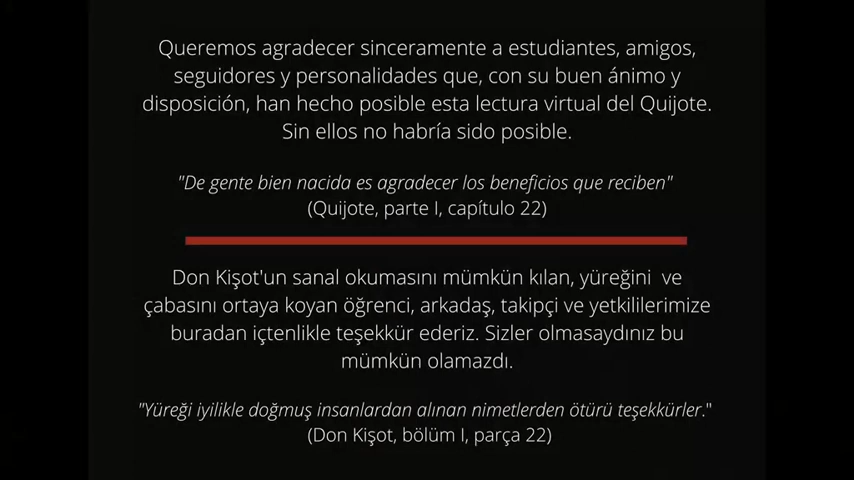 Queremos agradecer sinceramente a estudiantes, amigos,
seguidores y personalidades que, con su buen ánimo y
disposición, han hecho posible esta lectura virtual del Quijote.
Sin ellos no habría sido posible.
"De gente bien nacida es agradecer los beneficios que reciben"
(Quijote, parte I, capítulo 22)
Don Kişot'un sanal okumasını mümkün kılan, yüreğini ve
çabasını ortaya koyan öğrenci, arkadaş, takipçi ve yetkililerimize
buradan içtenlikle teşekkür ederiz. Sizler olmasaydınız bu
mümkün olamazdı.
"Yüreği iyilikle doğmuş insanlardan alınan nimetlerden ötürü teşekkürler."
(Don Kişot, bölüm I, parça 22)